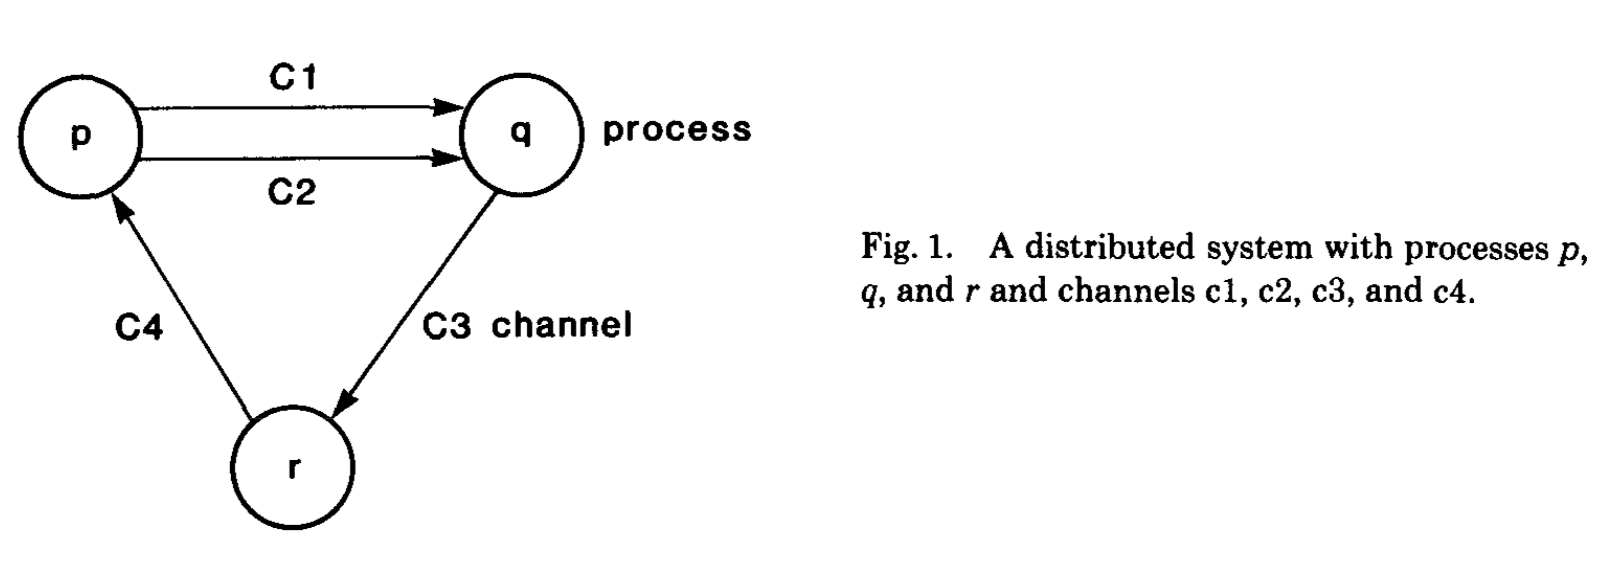 C1
p
q process
C2
Fig. 1. A distributed system with processes p,
q, and r and channels c1, c2, c3, and c4.
C4
C3 channel
r